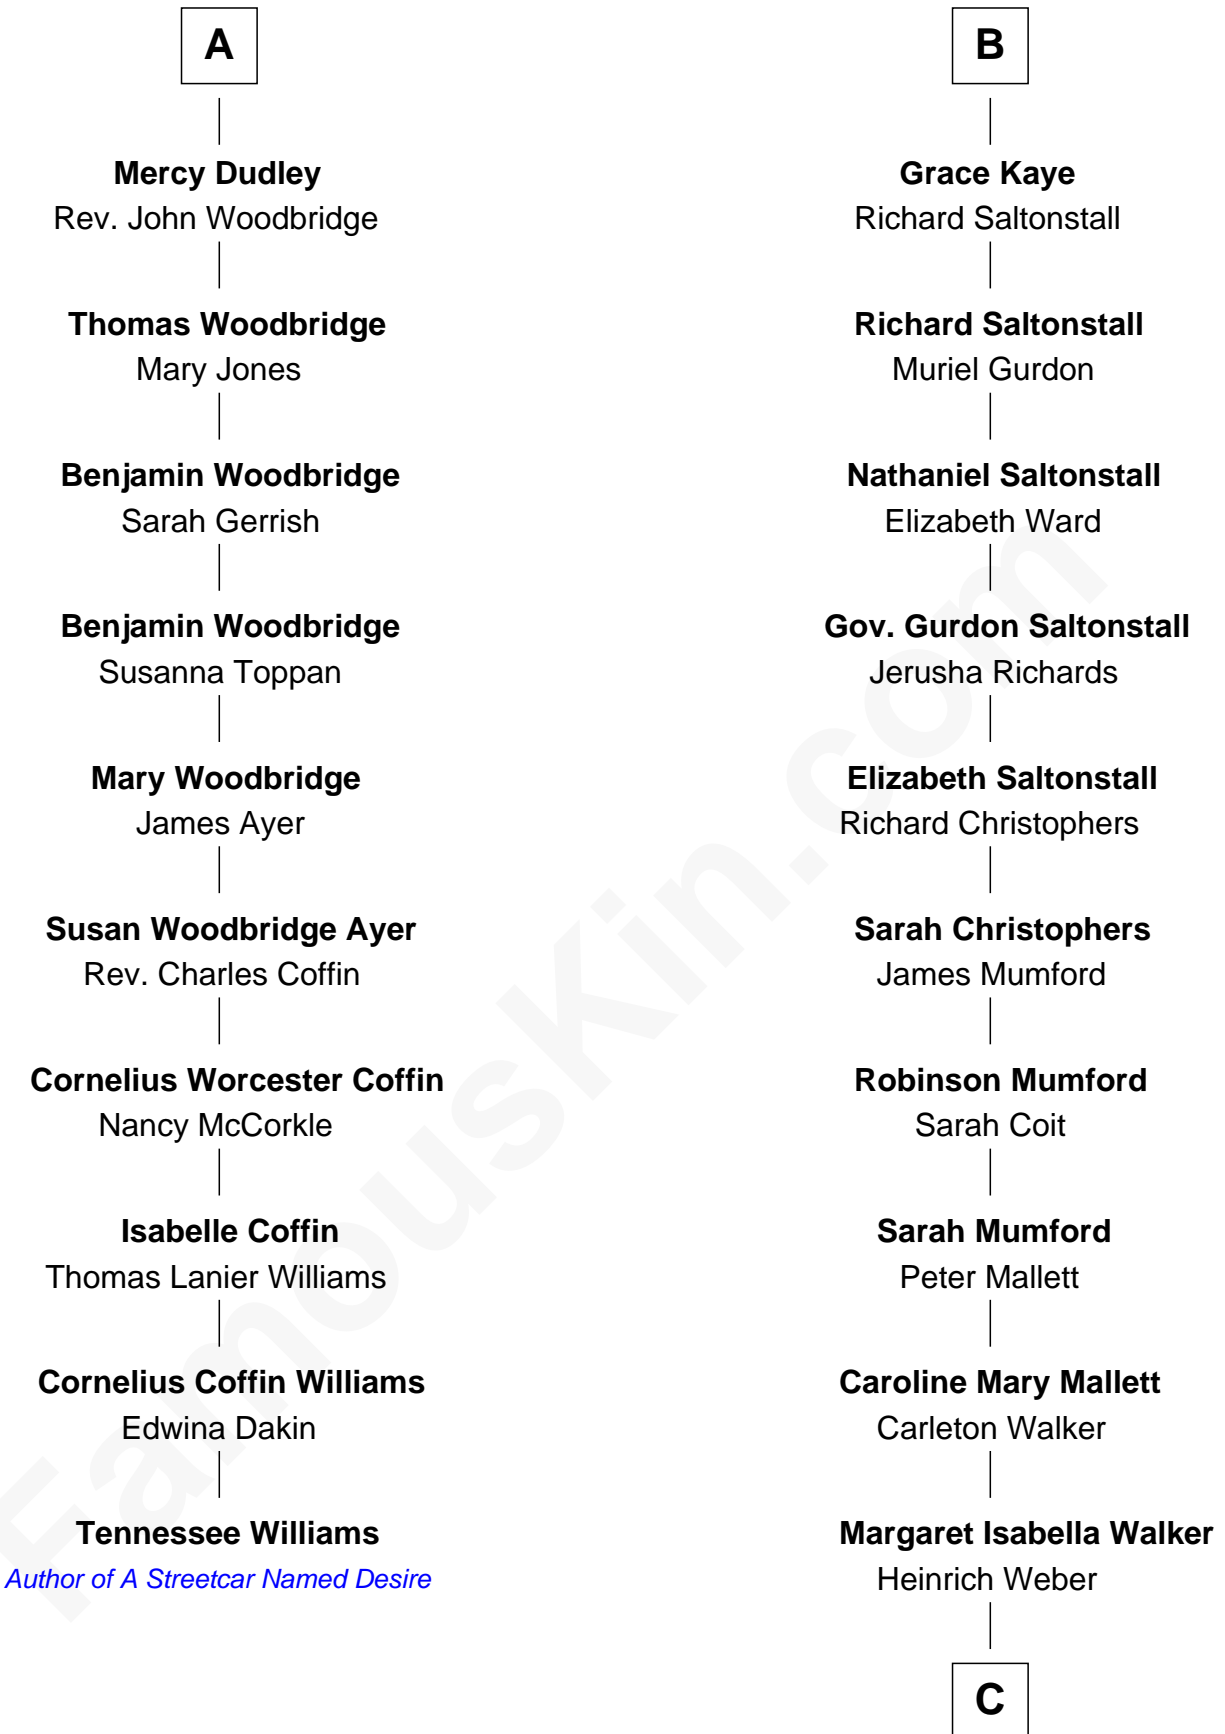 A
Mercy Dudley
Rev. John Woodbridge
Thomas Woodbridge
Mary Jones
Benjamin Woodbridge
Sarah Gerrish
Benjamin Woodbridge
Susanna Toppan
Mary Woodbridge
James Ayer
Susan Woodbridge Ayer
Rev. Charles Coffin
Cornelius Worcester Coffin
Nancy McCorkle
Isabelle Coffin
Thomas Lanier Williams
Cornelius Coffin Williams
Edwina Dakin
Tennessee Williams
Author of A Streetcar Named Desire
B
Grace Kaye
Richard Saltonstall
Richard Saltonstall
Muriel Gurdon
Nathaniel Saltonstall
Elizabeth Ward
Gov. Gurdon Saltonstall
Jerusha Richards
Elizabeth Saltonstall
Richard Christophers
Sarah Christophers
James Mumford
Robinson Mumford
Sarah Coit
Sarah Mumford
Peter Mallett
Caroline Mary Mallett
Carleton Walker
Margaret Isabella Walker
Heinrich Weber
C
FamousKin.com